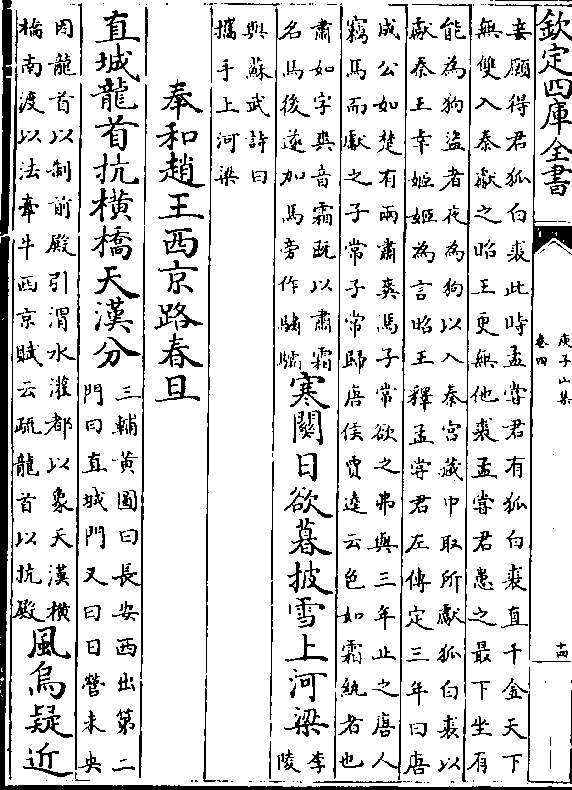 欽定四庫全書
庾子山集
卷四
十四
妾願得君狐白裘此時孟嘗君有狐白裘直千金天下
無雙入秦獻之昭王更無他裘孟嘗君患之最下坐有
能為狗盜者夜為狗以入秦宮藏中取所獻狐白裘以
獻秦王幸姬姬為言昭王釋孟嘗君左傳定三年曰唐
成公如楚有兩肅爽馬子常欲之弗與三年止之唐人
竊馬而獻之子常子常歸唐侯賈逵云色如霜紈者也
肅如字爽音霜既以肅霜
名馬後遂加馬旁作驌驦
寒關日欲暮披雪上河梁
李
陵
與蘇武詩曰
攜手上河梁
奉和趙王西京路春旦
直城龍首抗橫橋天漢分
三輔黃圖曰長安西出第二
門曰直城門又曰日營未央
因龍首以制前殿引渭水灌都以象天漢橫
橋南渡以法牽牛西京賦云疏龍首以抗殿
風烏疑近